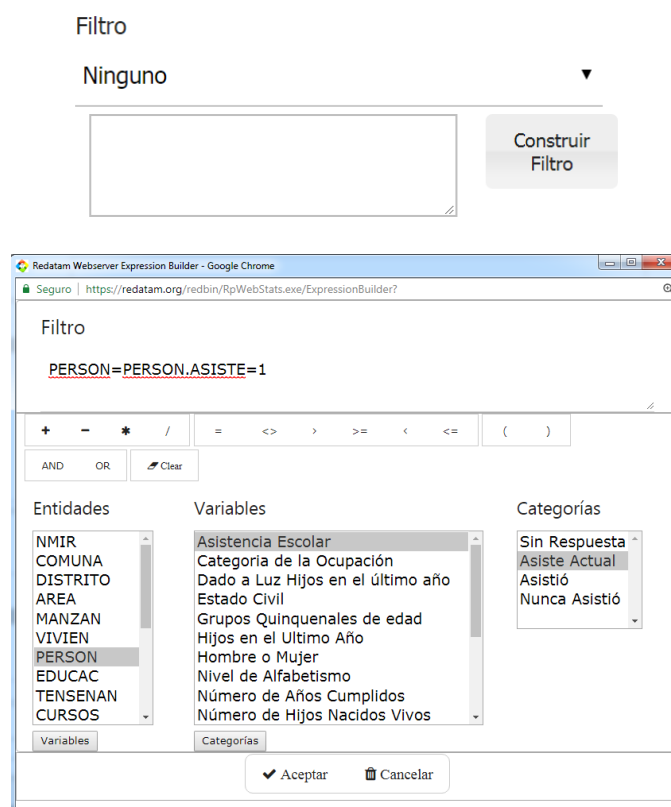 Filtro
Ninguno
Construir
Filtro
Redatam Webserver Expression Builder - Google Chrome
Seguro | https://redatam.org/redbin/RpWebStats.exe/ExpressionBuilder?
Filtro
PERSON=PERSON.ASISTE=1
+ - * / = <> > >= < <= ( )
AND OR Clear
Entidades Variables Categorías
NMIR Asistencia Escolar Sin Respuesta
COMUNA Categoria de la Ocupación Asiste Actual
DISTRITO Dado a Luz Hijos en el último año Asistió
AREA Estado Civil Nunca Asistió
MANZAN Grupos Quinquenales de edad
VIVIEN Hijos en el Ultimo Año
PERSON Hombre o Mujer
EDUCAC Nivel de Alfabetismo
TENSENAN Número de Años Cumplidos
CURSOS Número de Hijos Nacidos Vivos
Variables Categorías
Aceptar Cancelar